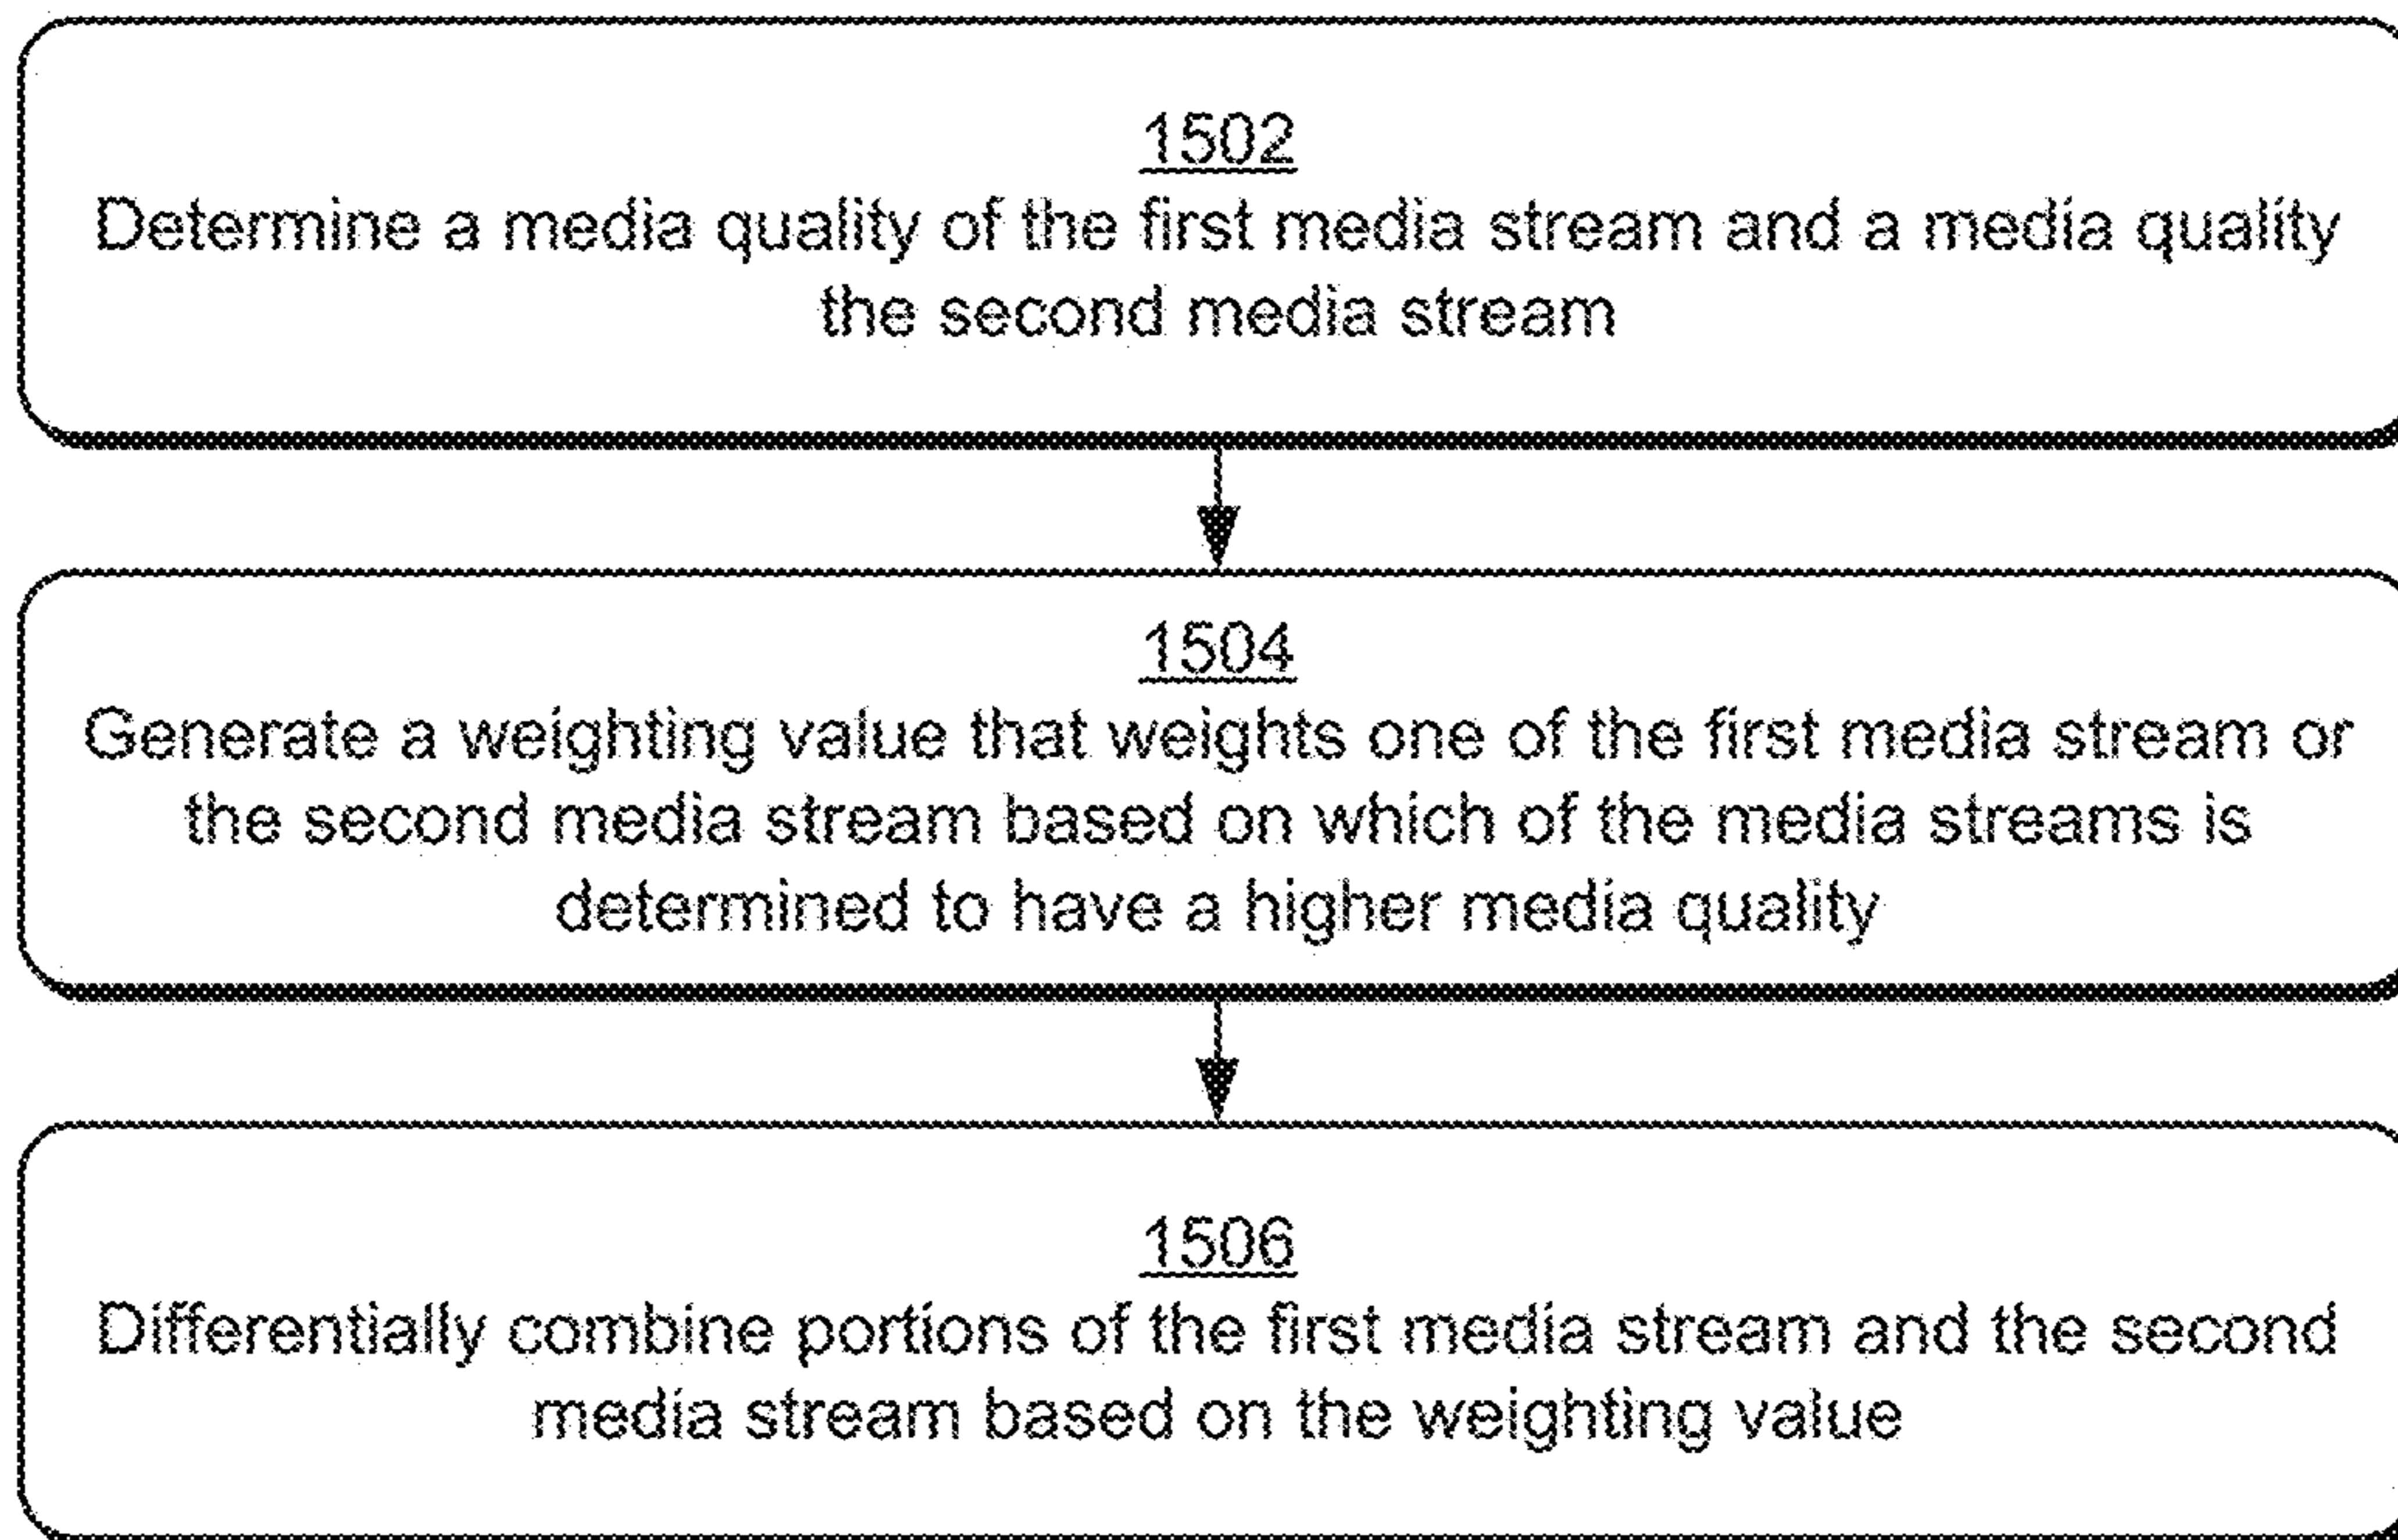 1502
Determine a media quality of the first media stream and a media quality
the second media stream
1504
Generate a weighting value that weights one of the first media stream or
the second media stream based on which of the media streams is
determined to have a higher media quality
1506
Differentially combine portions of the first media stream and the second
media stream based on the weighting value